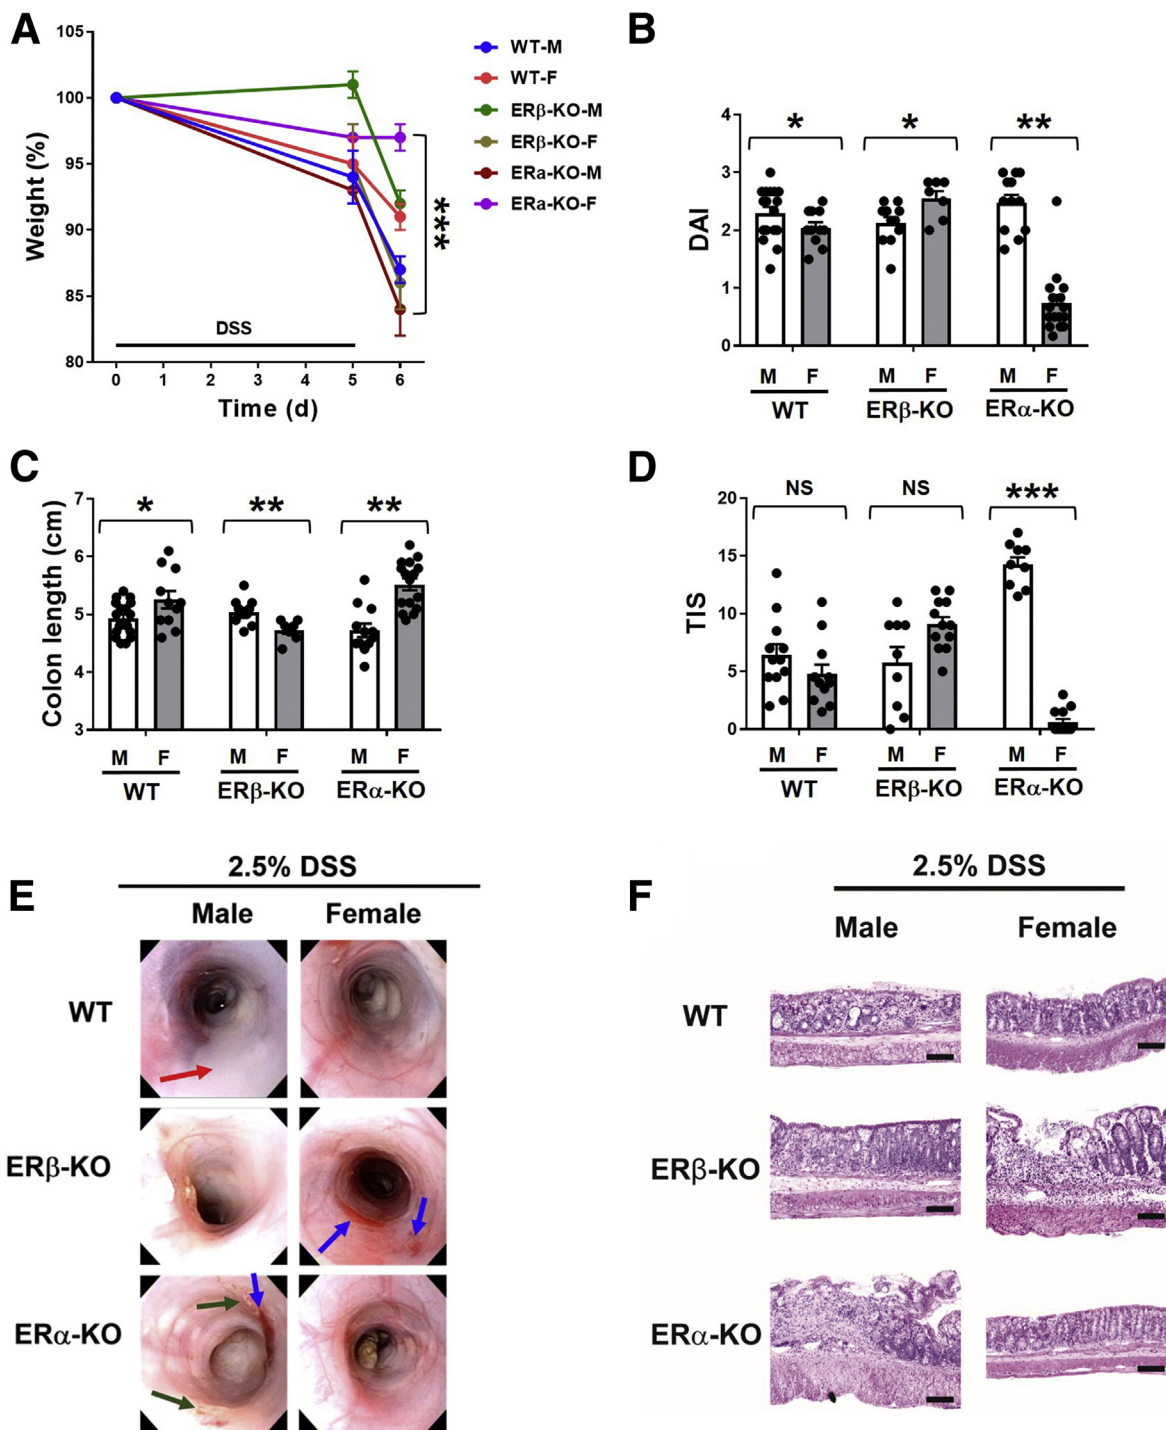 A
105
100
95
90
85
80
Weight (%)
DSS
0 1 2 3 4 5 6
Time (d)
***
WT-M
WT-F
ERβ-KO-M
ERβ-KO-F
ERa-KO-M
ERa-KO-F
B
4
3
2
1
0
DAI
* * **
M F M F M F
WT ERβ-KO ERα-KO
C
7
6
5
4
3
Colon length (cm)
* ** **
M F M F M F
WT ERβ-KO ERα-KO
D
20
15
10
5
0
TIS
NS NS ***
M F M F M F
WT ERβ-KO ERα-KO
E
2.5% DSS
Male Female
WT
ERβ-KO
ERα-KO
F
2.5% DSS
Male Female
WT
ERβ-KO
ERα-KO